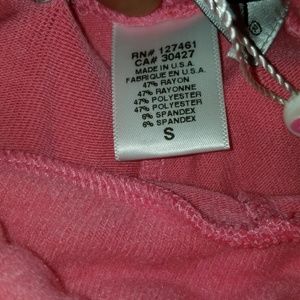 RN# 127461
CA# 30427
MADE IN U.S.A.
FABRIQUE EN U.S.A.
47% RAYON
47% RAYONNE
47% POLYESTER
47% POLYESTER
6% SPANDEX
6% SPANDEX
S
®